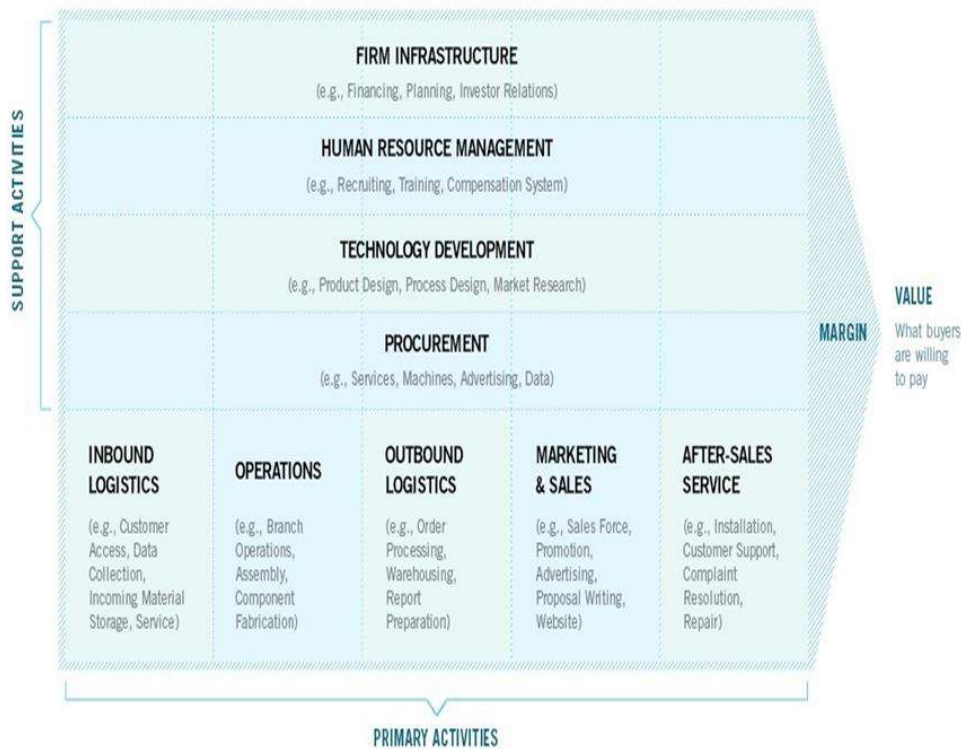 SUPPORT ACTIVITIES
FIRM INFRASTRUCTURE
(e.g., Financing, Planning, Investor Relations)
HUMAN RESOURCE MANAGEMENT
(e.g., Recruiting, Training, Compensation System)
TECHNOLOGY DEVELOPMENT
(e.g., Product Design, Process Design, Market Research)
PROCUREMENT
(e.g., Services, Machines, Advertising, Data)
MARGIN
VALUE
What buyers
are willing
to pay
INBOUND
LOGISTICS
(e.g., Customer
Access, Data
Collection,
Incoming Material
Storage, Service)
OPERATIONS
(e.g., Branch
Operations,
Assembly,
Component
Fabrication)
OUTBOUND
LOGISTICS
(e.g., Order
Processing,
Warehousing,
Report
Preparation)
MARKETING
& SALES
(e.g., Sales Force,
Promotion,
Advertising,
Proposal Writing,
Website)
AFTER-SALES
SERVICE
(e.g., Installation,
Customer Support,
Complaint
Resolution,
Repair)
PRIMARY ACTIVITIES